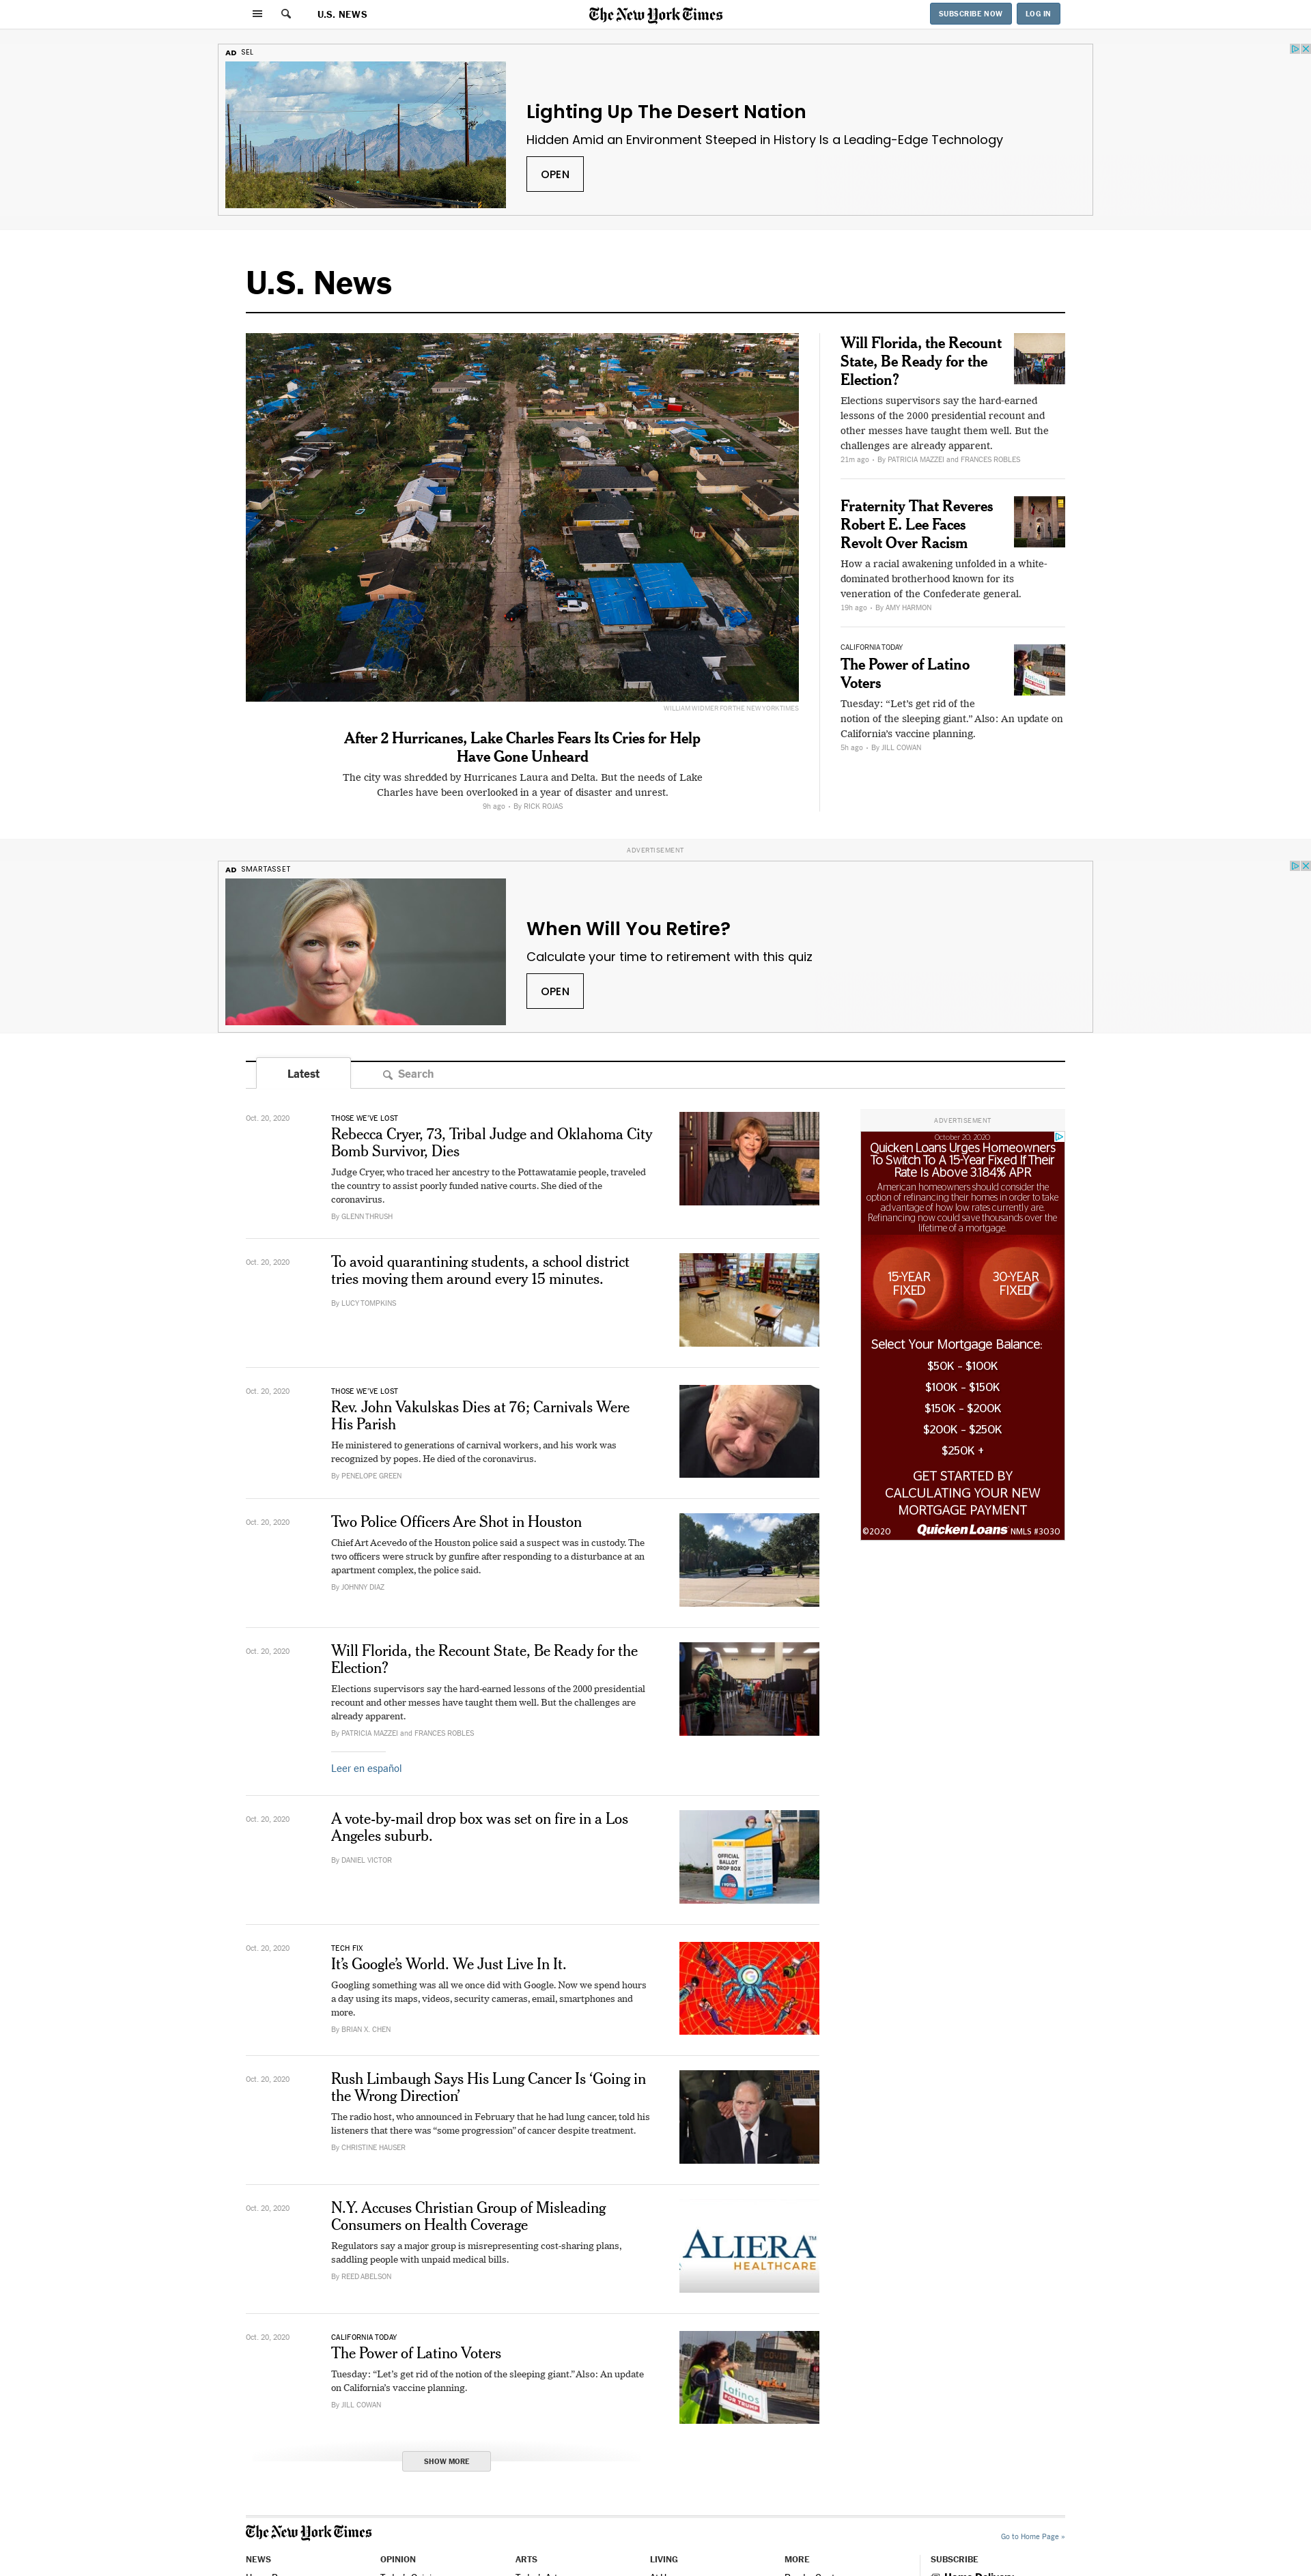 U.S. NEWS
The New York Times
SUBSCRIBE NOW
LOG IN
AD SEL
Lighting Up The Desert Nation
Hidden Amid an Environment Steeped in History Is a Leading-Edge Technology
OPEN
U.S. News
WILLIAM WIDMER FOR THE NEW YORK TIMES
After 2 Hurricanes, Lake Charles Fears Its Cries for Help
Have Gone Unheard
The city was shredded by Hurricanes Laura and Delta. But the needs of Lake
Charles have been overlooked in a year of disaster and unrest.
9h ago • By RICK ROJAS
Will Florida, the Recount
State, Be Ready for the
Election?
Elections supervisors say the hard-earned
lessons of the 2000 presidential recount and
other messes have taught them well. But the
challenges are already apparent.
21m ago • By PATRICIA MAZZEI and FRANCES ROBLES
Fraternity That Reveres
Robert E. Lee Faces
Revolt Over Racism
How a racial awakening unfolded in a white-
dominated brotherhood known for its
veneration of the Confederate general.
19h ago • By AMY HARMON
CALIFORNIA TODAY
The Power of Latino
Voters
Tuesday: “Let’s get rid of the
notion of the sleeping giant.” Also: An update on
California’s vaccine planning.
5h ago • By JILL COWAN
ADVERTISEMENT
AD SMARTASSET
When Will You Retire?
Calculate your time to retirement with this quiz
OPEN
Latest
Search
Oct. 20, 2020
THOSE WE’VE LOST
Rebecca Cryer, 73, Tribal Judge and Oklahoma City
Bomb Survivor, Dies
Judge Cryer, who traced her ancestry to the Pottawatamie people, traveled
the country to assist poorly funded native courts. She died of the
coronavirus.
By GLENN THRUSH
Oct. 20, 2020
To avoid quarantining students, a school district
tries moving them around every 15 minutes.
By LUCY TOMPKINS
Oct. 20, 2020
THOSE WE’VE LOST
Rev. John Vakulskas Dies at 76; Carnivals Were
His Parish
He ministered to generations of carnival workers, and his work was
recognized by popes. He died of the coronavirus.
By PENELOPE GREEN
Oct. 20, 2020
Two Police Officers Are Shot in Houston
Chief Art Acevedo of the Houston police said a suspect was in custody. The
two officers were struck by gunfire after responding to a disturbance at an
apartment complex, the police said.
By JOHNNY DIAZ
Oct. 20, 2020
Will Florida, the Recount State, Be Ready for the
Election?
Elections supervisors say the hard-earned lessons of the 2000 presidential
recount and other messes have taught them well. But the challenges are
already apparent.
By PATRICIA MAZZEI and FRANCES ROBLES
Leer en español
Oct. 20, 2020
A vote-by-mail drop box was set on fire in a Los
Angeles suburb.
By DANIEL VICTOR
OFFICIAL
BALLOT
DROP BOX
Oct. 20, 2020
TECH FIX
It’s Google’s World. We Just Live In It.
Googling something was all we once did with Google. Now we spend hours
a day using its maps, videos, security cameras, email, smartphones and
more.
By BRIAN X. CHEN
Oct. 20, 2020
Rush Limbaugh Says His Lung Cancer Is ‘Going in
the Wrong Direction’
The radio host, who announced in February that he had lung cancer, told his
listeners that there was “some progression” of cancer despite treatment.
By CHRISTINE HAUSER
Oct. 20, 2020
N.Y. Accuses Christian Group of Misleading
Consumers on Health Coverage
Regulators say a major group is misrepresenting cost-sharing plans,
saddling people with unpaid medical bills.
By REED ABELSON
ALIERA™
HEALTHCARE
Oct. 20, 2020
CALIFORNIA TODAY
The Power of Latino Voters
Tuesday: “Let’s get rid of the notion of the sleeping giant.” Also: An update
on California’s vaccine planning.
By JILL COWAN
COVID
Latinos
FOR TRUMP
SHOW MORE
ADVERTISEMENT
October 20, 2020
Quicken Loans Urges Homeowners
To Switch To A 15-Year Fixed If Their
Rate Is Above 3.184% APR
American homeowners should consider the
option of refinancing their homes in order to take
advantage of how low rates currently are.
Refinancing now could save thousands over the
lifetime of a mortgage.
15-YEAR
FIXED
30-YEAR
FIXED
Select Your Mortgage Balance:
$50K - $100K
$100K - $150K
$150K - $200K
$200K - $250K
$250K +
GET STARTED BY
CALCULATING YOUR NEW
MORTGAGE PAYMENT
©2020 Quicken Loans NMLS #3030
The New York Times
Go to Home Page »
NEWS
OPINION
ARTS
LIVING
MORE
SUBSCRIBE